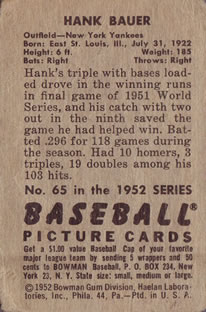 HANK BAUER
Outfield—New York Yankees
Born: East St. Louis, Ill., July 31, 1922
Height: 6 ft. Weight: 185
Bats: Right Throws: Right
Hank's triple with bases load-
ed drove in the winning runs
in final game of 1951 World
Series, and his catch with two
out in the ninth saved the
game he had helped win. Bat-
ted .296 for 118 games during
the season. Had 10 homers, 3
triples, 19 doubles among his
103 hits.
No. 65 in the 1952 SERIES
BASEBALL®
PICTURE CARDS
Get a $1.00 value Baseball Cap of your favorite
major league team by sending 5 wrappers and 50
cents to BOWMAN Baseball, P. O. BOX 234, New
York 23, N. Y. State size: small, medium or large.
©1952 Bowman Gum Division, Haelan Labora-
tories, Inc., Phila. 44, Pa.—Ptd. in U. S. A.